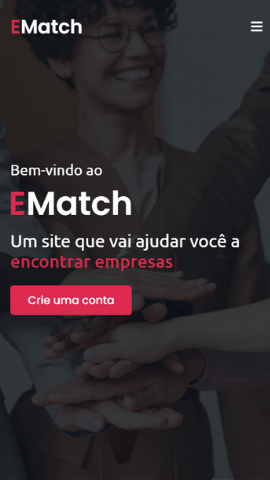 EMatch
Bem-vindo ao
EMatch
Um site que vai ajudar você a
encontrar empresas
Crie uma conta